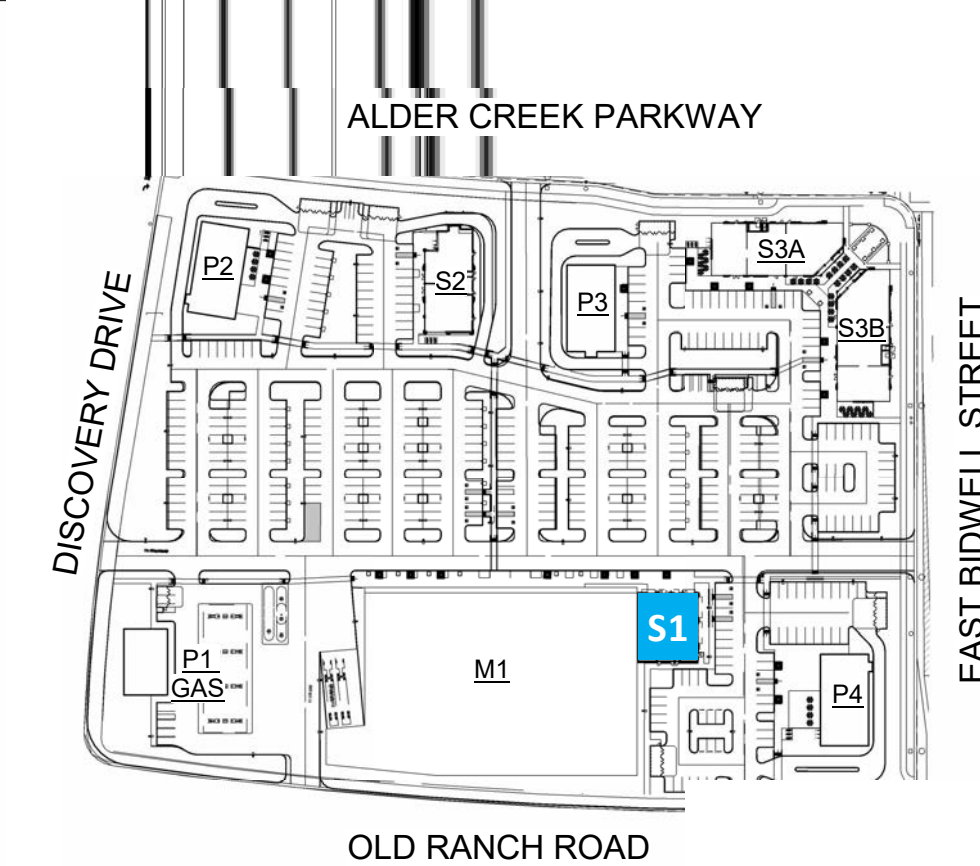 ALDER CREEK PARKWAY
P2
S2
P3
S3A
S3B
DISCOVERY DRIVE
EAST BIDWELL STREET
P1
GAS
M1
S1
P4
OLD RANCH ROAD